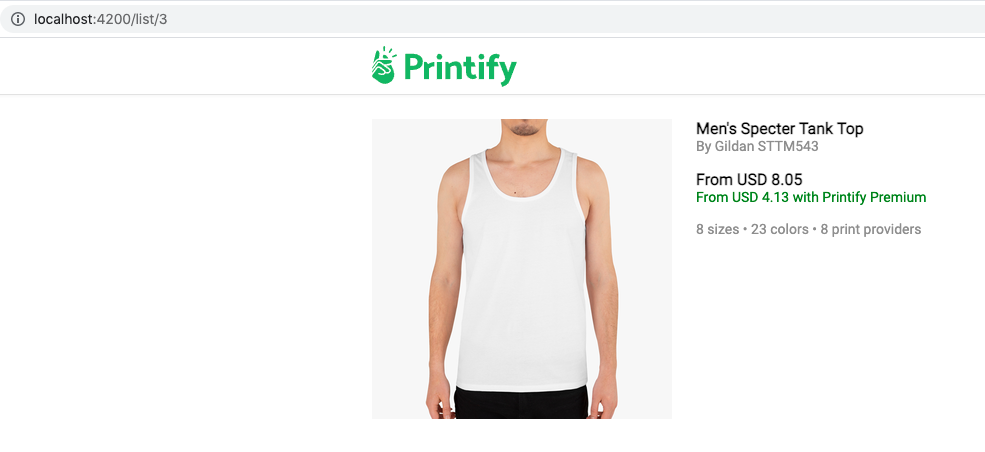 localhost:4200/list/3
Printify
Men's Specter Tank Top
By Gildan STTM543
From USD 8.05
From USD 4.13 with Printify Premium
8 sizes • 23 colors • 8 print providers